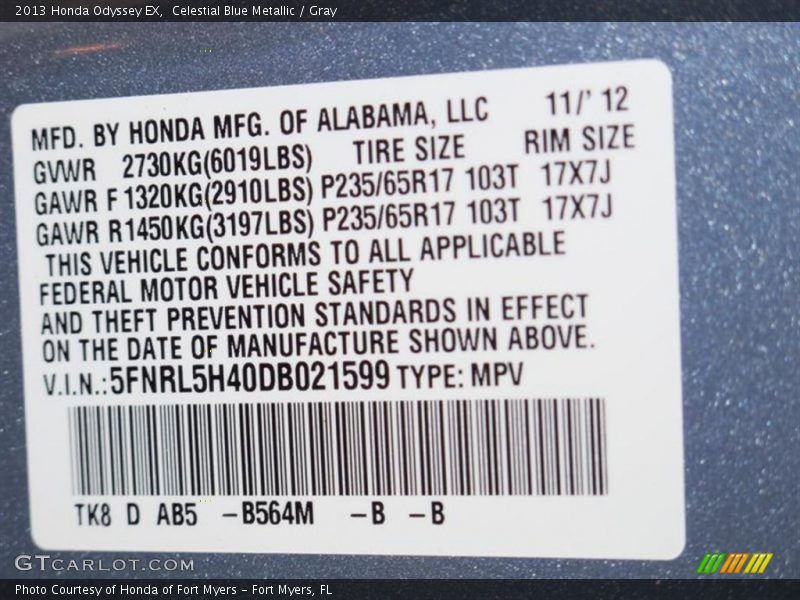 2013 Honda Odyssey EX, Celestial Blue Metallic / Gray
MFD. BY HONDA MFG. OF ALABAMA, LLC 11/' 12
GVWR 2730KG(6019LBS) TIRE SIZE RIM SIZE
GAWR F 1320KG(2910LBS) P235/65R17 103T 17X7J
GAWR R1450KG(3197LBS) P235/65R17 103T 17X7J
THIS VEHICLE CONFORMS TO ALL APPLICABLE
FEDERAL MOTOR VEHICLE SAFETY
AND THEFT PREVENTION STANDARDS IN EFFECT
ON THE DATE OF MANUFACTURE SHOWN ABOVE.
V.I.N.:5FNRL5H40DB021599 TYPE: MPV
TK8 D AB5 -B564M -B -B
GTCARLOT.COM
Photo Courtesy of Honda of Fort Myers - Fort Myers, FL